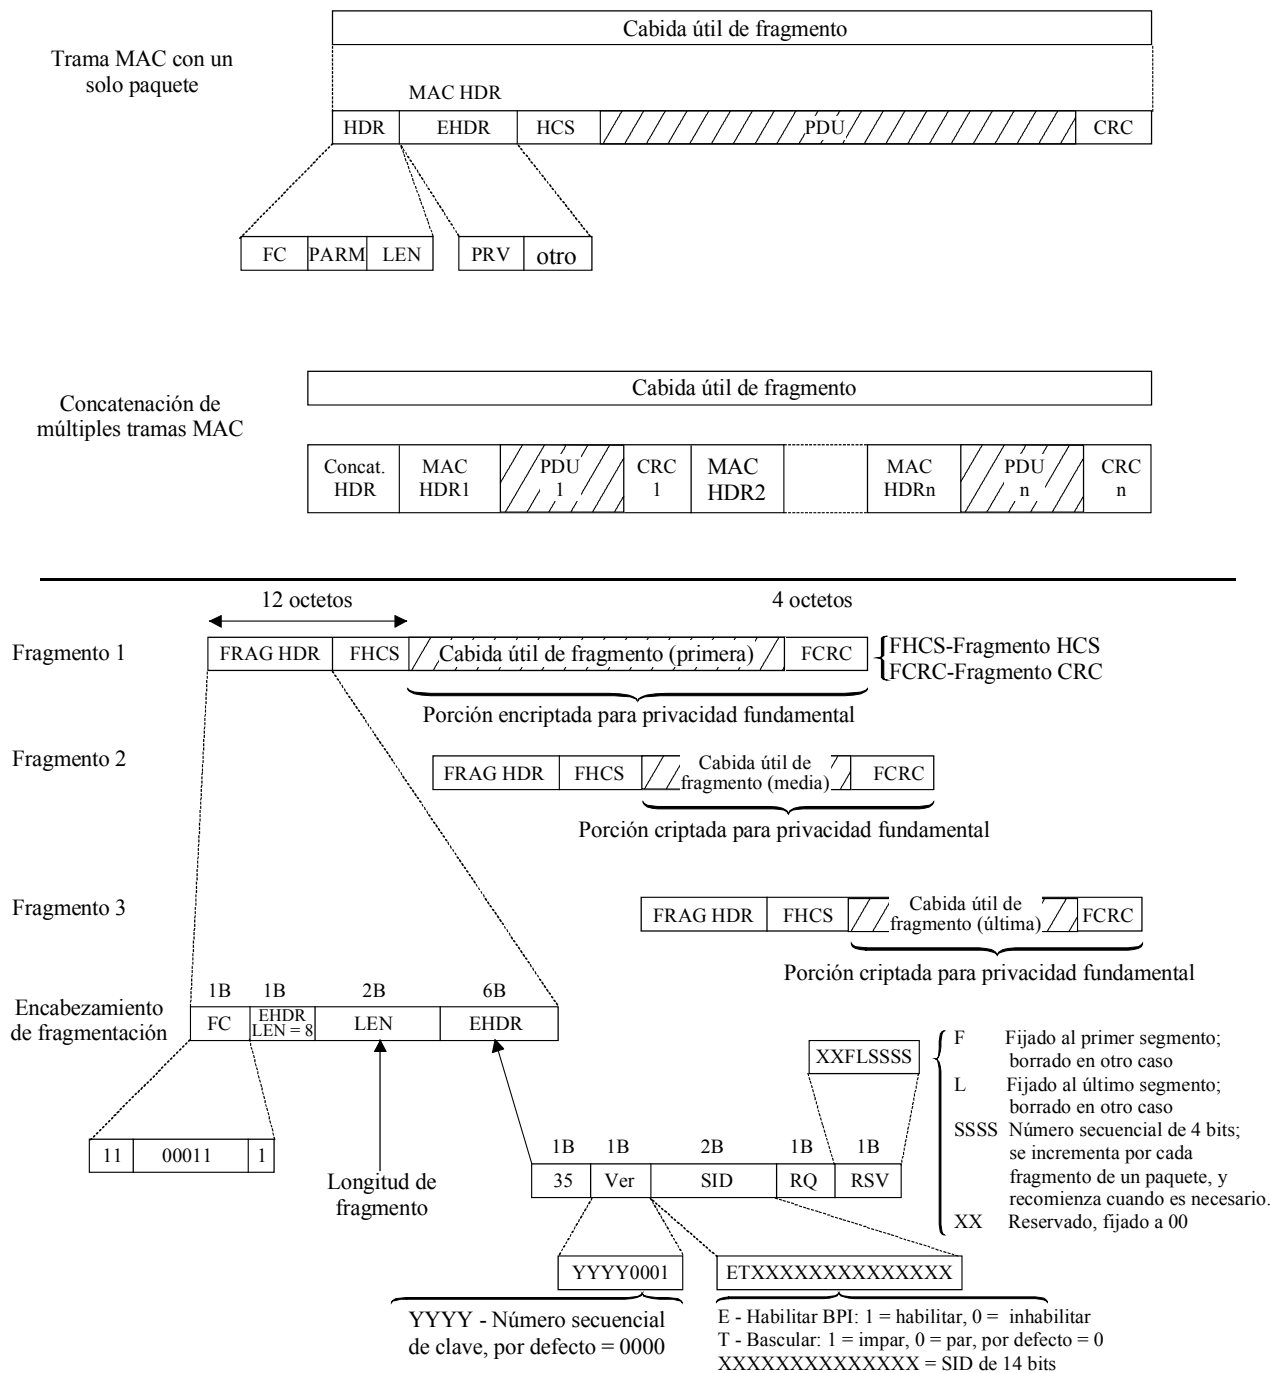 Cabida útil de fragmento
Trama MAC con un
solo paquete
MAC HDR
HDR EHDR HCS PDU CRC
FC PARM LEN PRV otro
Cabida útil de fragmento
Concatenación de
múltiples tramas MAC
Concat. HDR
MAC HDR1
PDU 1
CRC 1
MAC HDR2
MAC HDRn
PDU n
CRC n
12 octetos 4 octetos
Fragmento 1
FRAG HDR FHCS Cabida útil de fragmento (primera) FCRC
FHCS-Fragmento HCS
FCRC-Fragmento CRC
Porción encriptada para privacidad fundamental
Fragmento 2
FRAG HDR FHCS
Cabida útil de
fragmento (media)
FCRC
Porción criptada para privacidad fundamental
Fragmento 3
FRAG HDR FHCS
Cabida útil de
fragmento (última)
FCRC
Porción criptada para privacidad fundamental
Encabezamiento
de fragmentación
1B 1B 2B 6B
FC
EHDR
LEN = 8
LEN
EHDR
11 00011 1
Longitud de
fragmento
XXFLSSSS
F Fijado al primer segmento;
borrado en otro caso
L Fijado al último segmento;
borrado en otro caso
SSSS Número secuencial de 4 bits;
se incrementa por cada
fragmento de un paquete, y
recomienza cuando es necesario.
XX Reservado, fijado a 00
1B 1B 2B 1B 1B
35 Ver SID RQ RSV
YYYY0001
ETXXXXXXXXXXXXXX
YYYY - Número secuencial
de clave, por defecto = 0000
E - Habilitar BPI: 1 = habilitar, 0 = inhabilitar
T - Bascular: 1 = impar, 0 = par, por defecto = 0
XXXXXXXXXXXXXX = SID de 14 bits